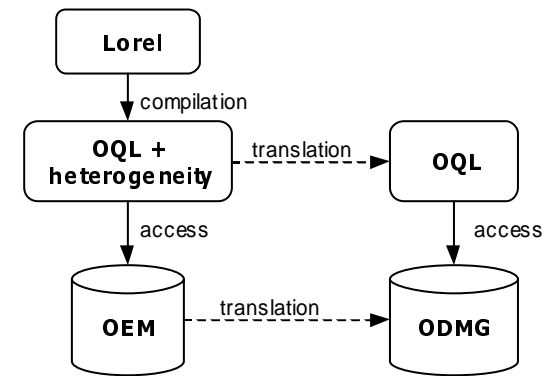 Lorel
compilation
OQL +
heterogeneity
translation
OQL
access
access
translation
OEM
ODMG